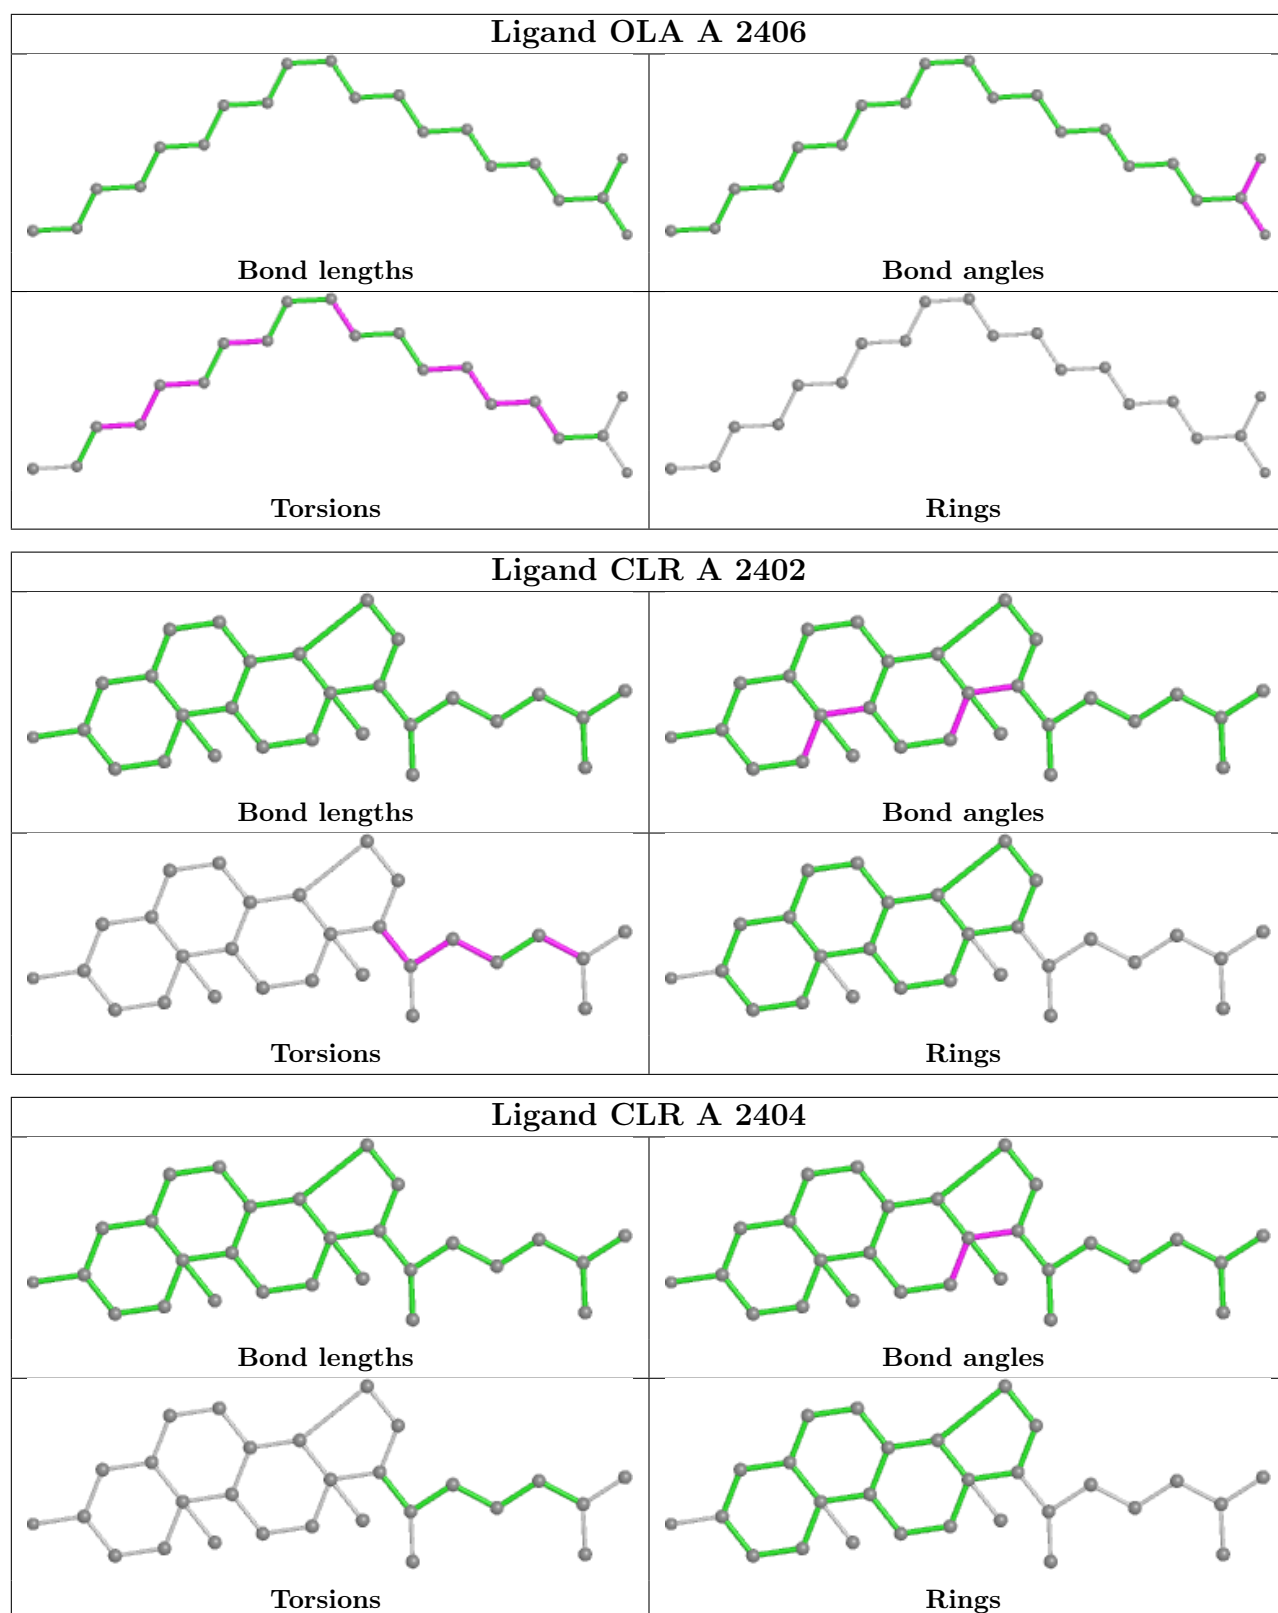 Ligand OLA A 2406
Bond lengths
Bond angles
Torsions
Rings
Ligand CLR A 2402
Bond lengths
Bond angles
Torsions
Rings
Ligand CLR A 2404
Bond lengths
Bond angles
Torsions
Rings